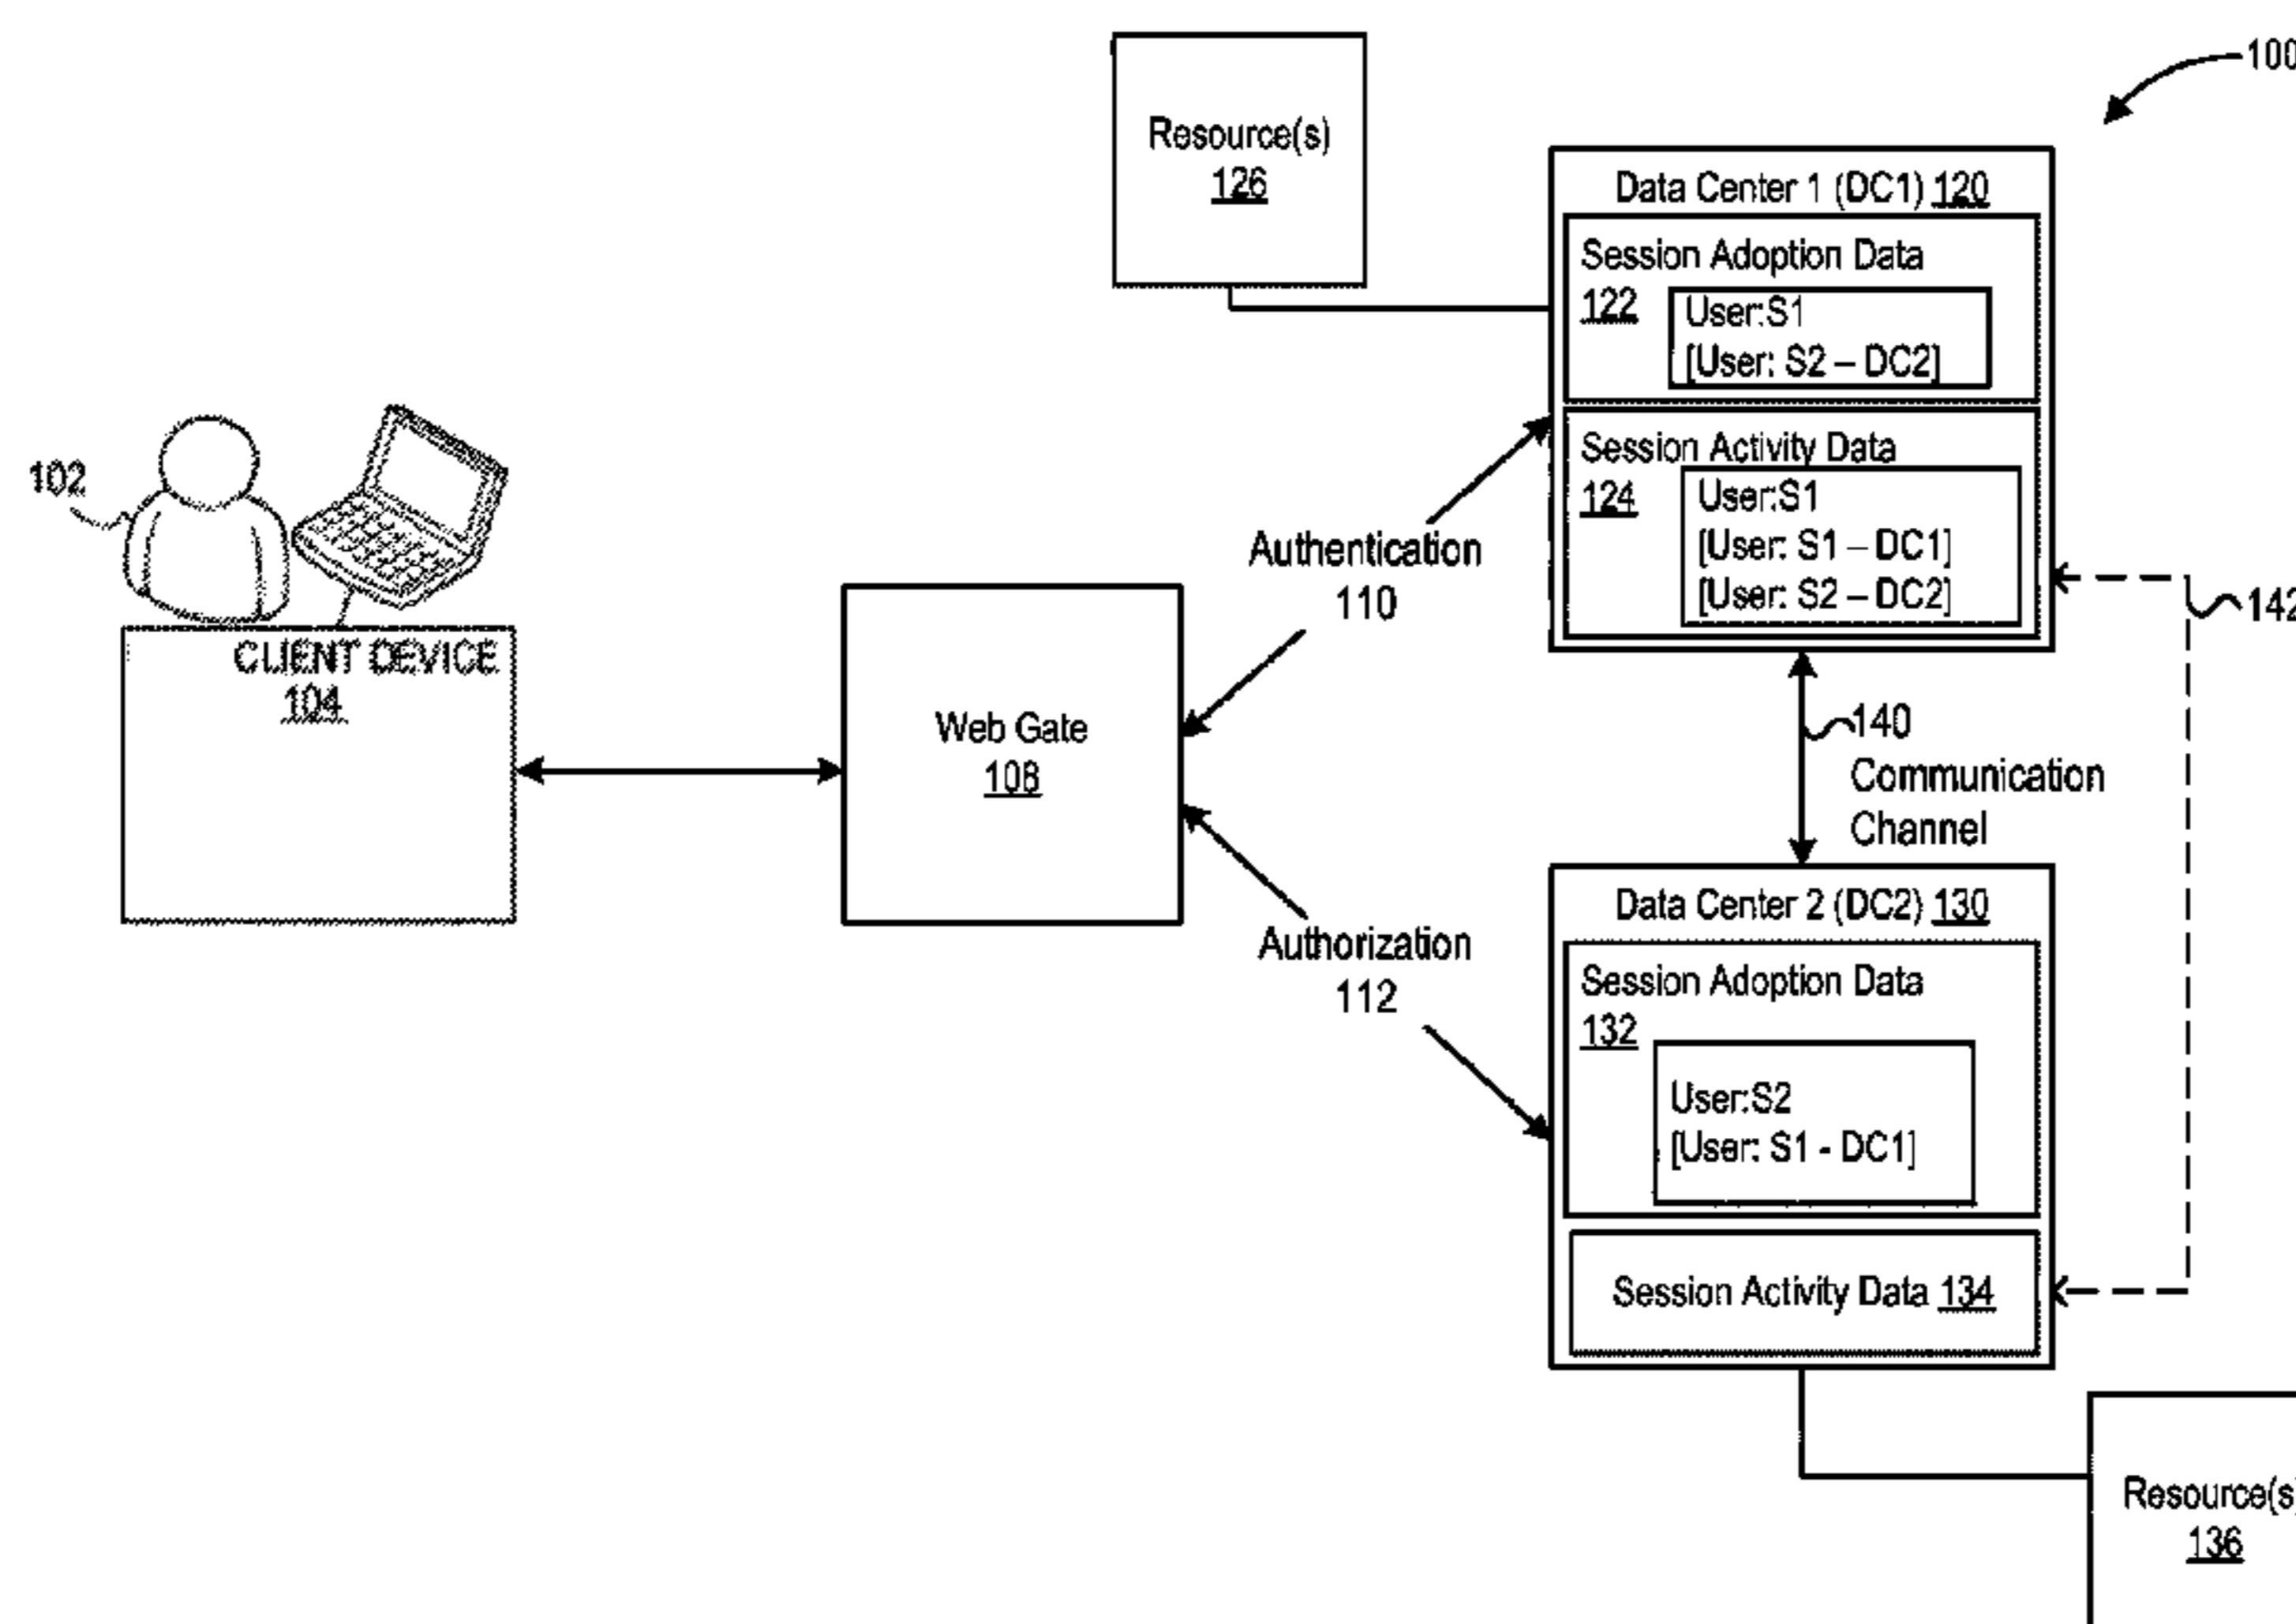 100
Resource(s)
126
Data Center 1 (DC1) 120
Session Adoption Data
122
User:S1
[User: S2 – DC2]
Session Activity Data
124
User:S1
[User: S1 – DC1]
[User: S2 – DC2]
102
CLIENT DEVICE
104
Web Gate
108
Authentication
110
Authorization
112
142
140
Communication
Channel
Data Center 2 (DC2) 130
Session Adoption Data
132
User:S2
[User: S1 - DC1]
Session Activity Data 134
Resource(s)
136